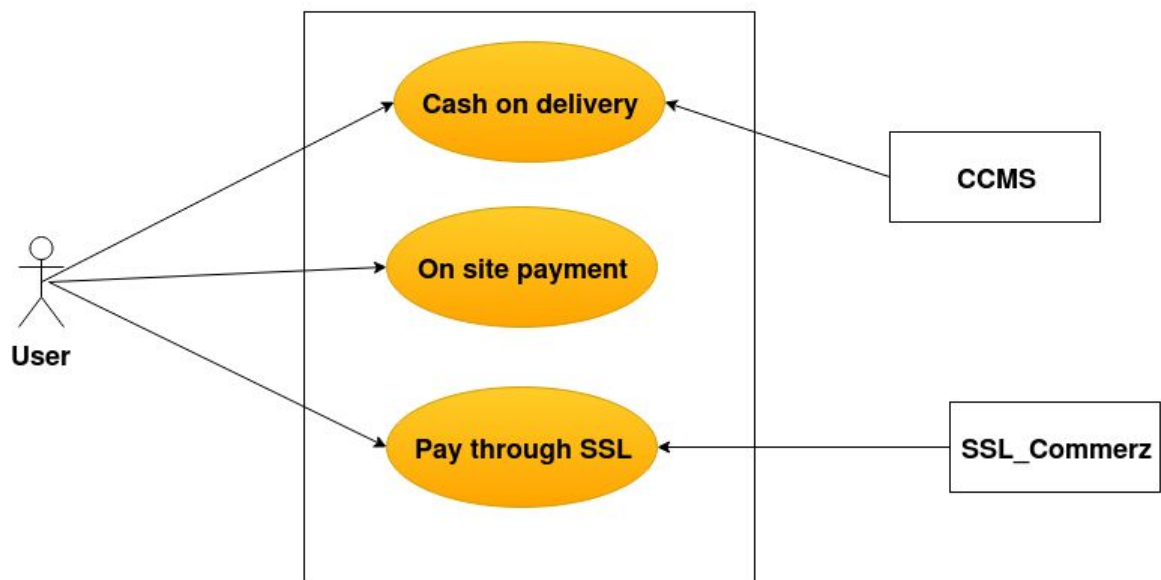 Cash on delivery
CCMS
On site payment
User
Pay through SSL
SSL_Commerz